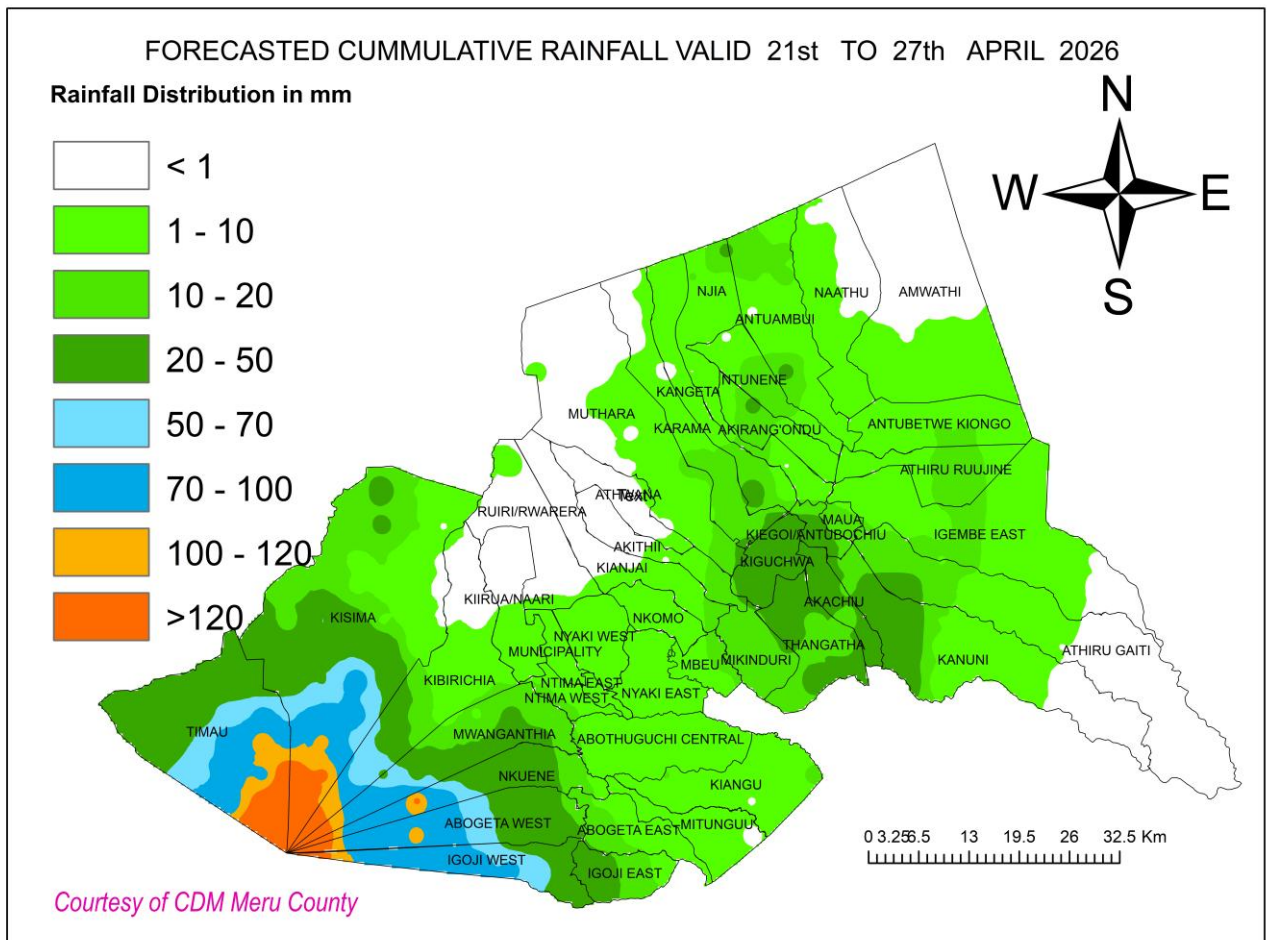 FORECASTED CUMMULATIVE RAINFALL VALID 21st TO 27th APRIL 2026
Rainfall Distribution in mm
< 1
1 - 10
10 - 20
20 - 50
50 - 70
70 - 100
100 - 120
>120
N
W
E
S
NJIA
NAATHU
AMWATHI
ANTUAMBUI
NTUNENE
KANGETA
MUTHARA
KARAMA
AKIRANG'ONDU
ANTUBETWE KIONGO
ATHIRU RUUJINE
ATHWANA
Text
RUIRI/RWARERA
MAUA
KIEGOI/ANTUBOCHIU
IGEMBE EAST
AKITHII
KIANJAI
KIGUCHWA
KIIRUA/NAARI
AKACHIU
KISIMA
NKOMO
NYAKI WEST
MUNICIPALITY
THANGATHA
ATHIRU GAITI
MBEU
MIKINDURI
KANUNI
KIBIRICHIA
NTIMA EAST
NYAKI EAST
NTIMA WEST
TIMAU
MWANGANTHIA
ABOTHUGUCHI CENTRAL
NKUENE
KIANGU
ABOGETA WEST
ABOGETA EAST
MITUNGUU
IGOJI WEST
IGOJI EAST
0 3.25 6.5 13 19.5 26 32.5 Km
Courtesy of CDM Meru County